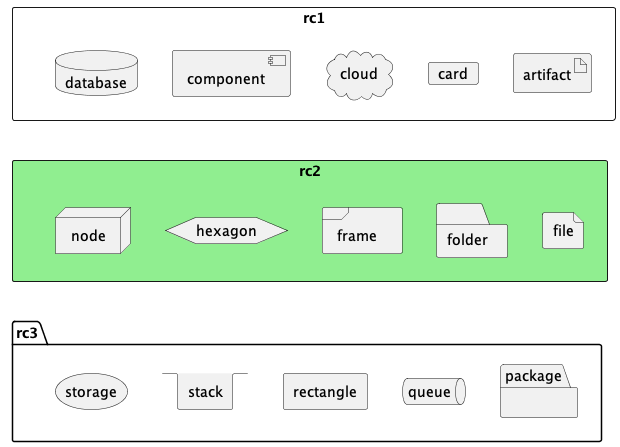 rc1
database
component
cloud
card
artifact
rc2
node
hexagon
frame
folder
file
rc3
storage
stack
rectangle
queue
package